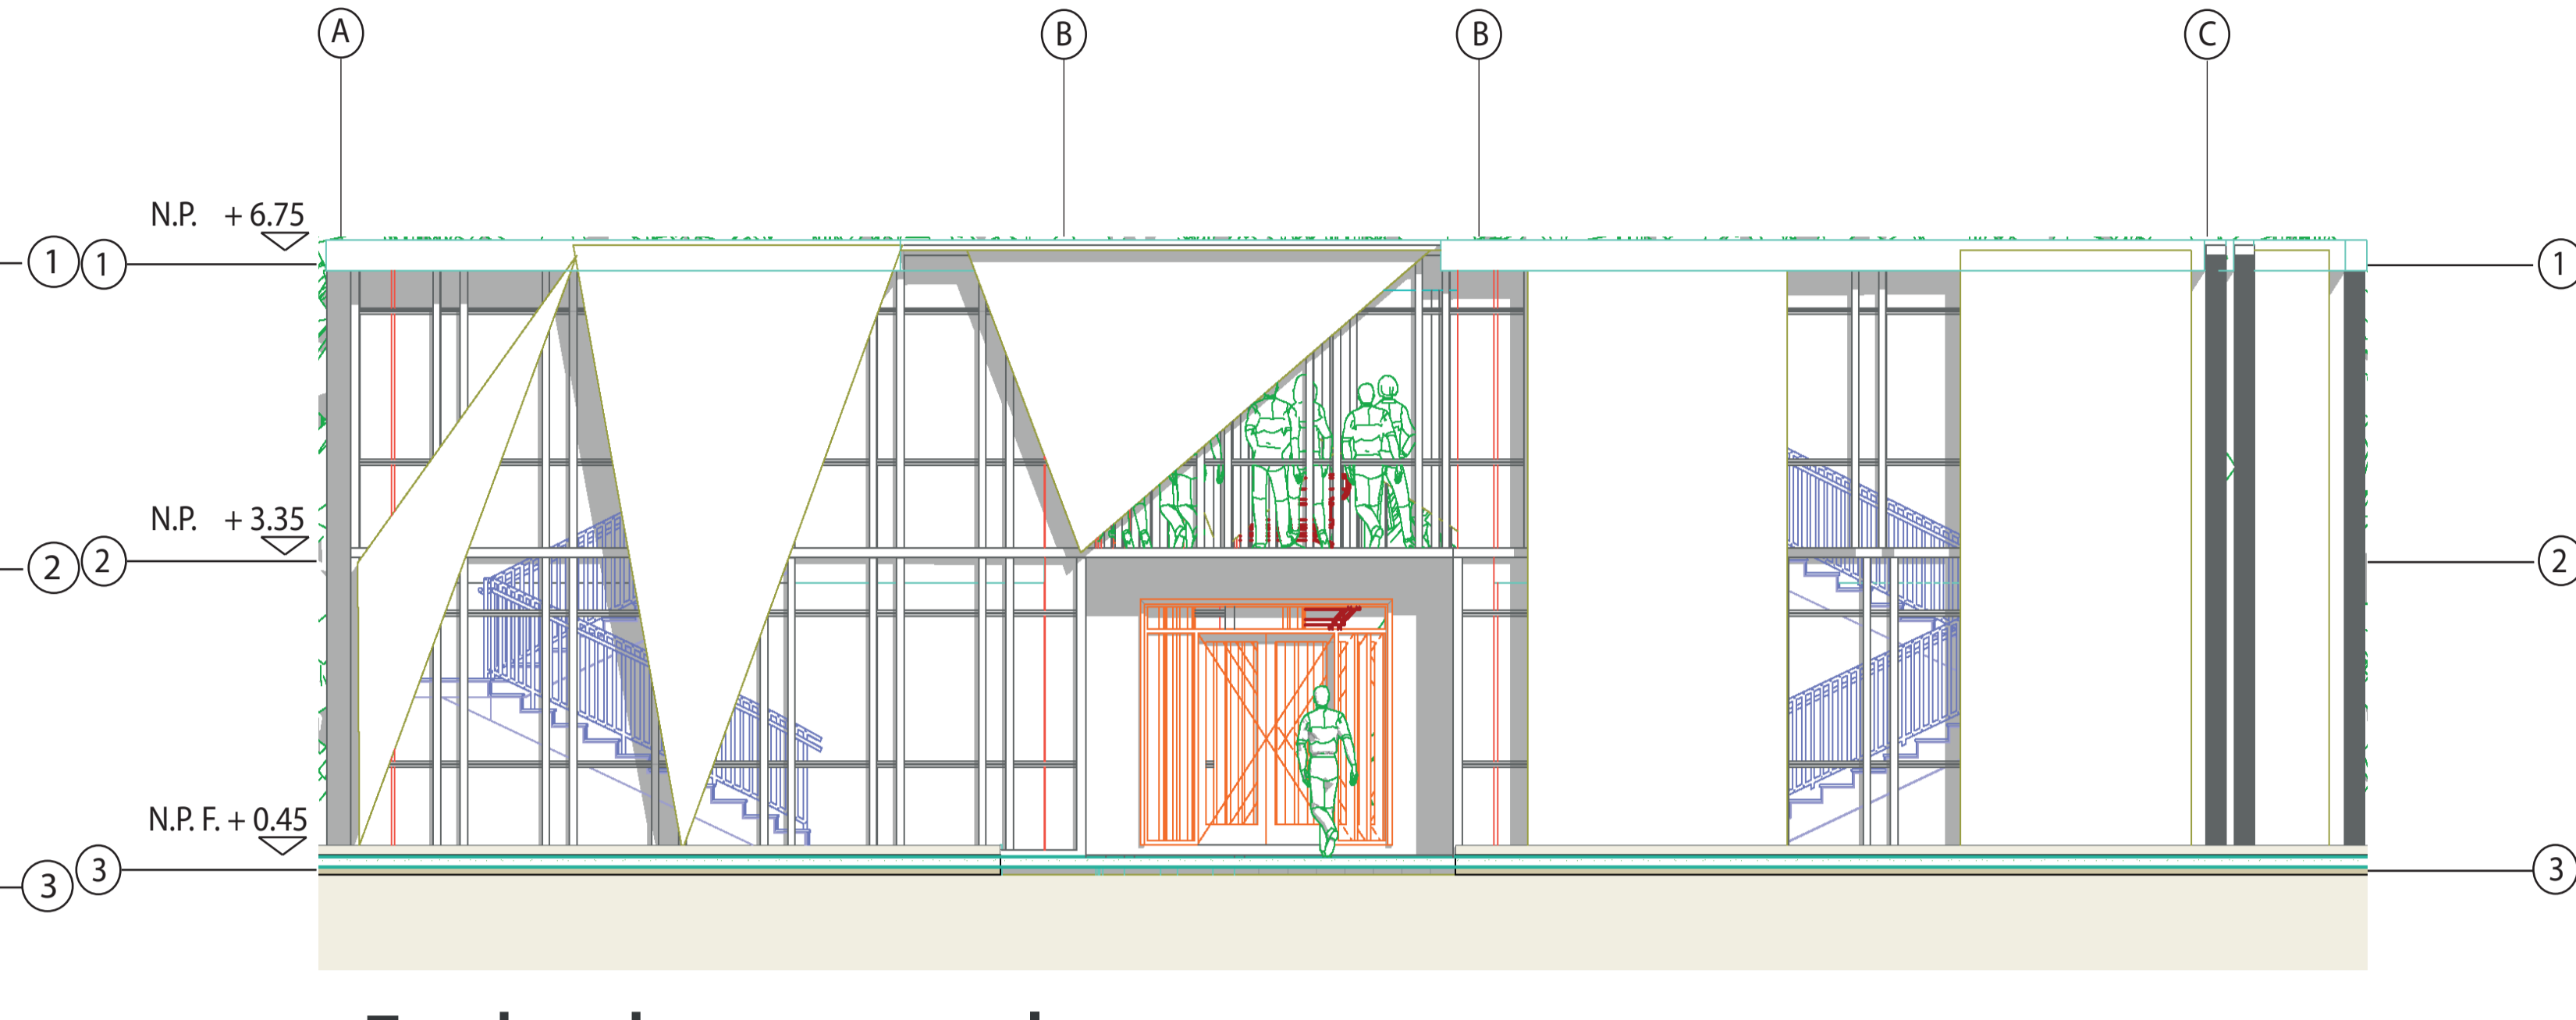 A B B C
N.P. + 6.75
1 1 1
N.P. + 3.35
2 2 2
N.P. F. + 0.45
3 3 3